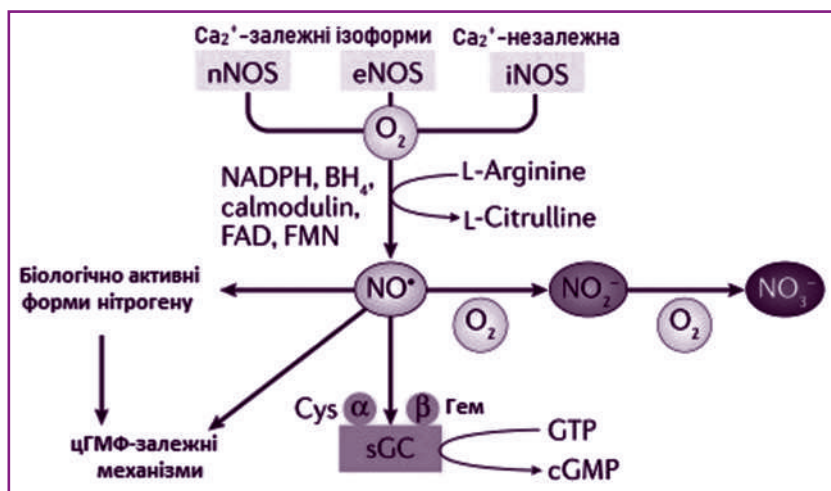 Ca₂⁺-залежні ізоформи
Ca₂⁺-незалежна
nNOS
eNOS
iNOS
O₂
NADPH, BH₄,
calmodulin,
FAD, FMN
L-Arginine
L-Citrulline
Біологічно активні
форми нітрогену
NO•
O₂
NO₂⁻
O₂
NO₃⁻
Cys α β Гем
sGC
GTP
cGMP
цГМФ-залежні
механізми